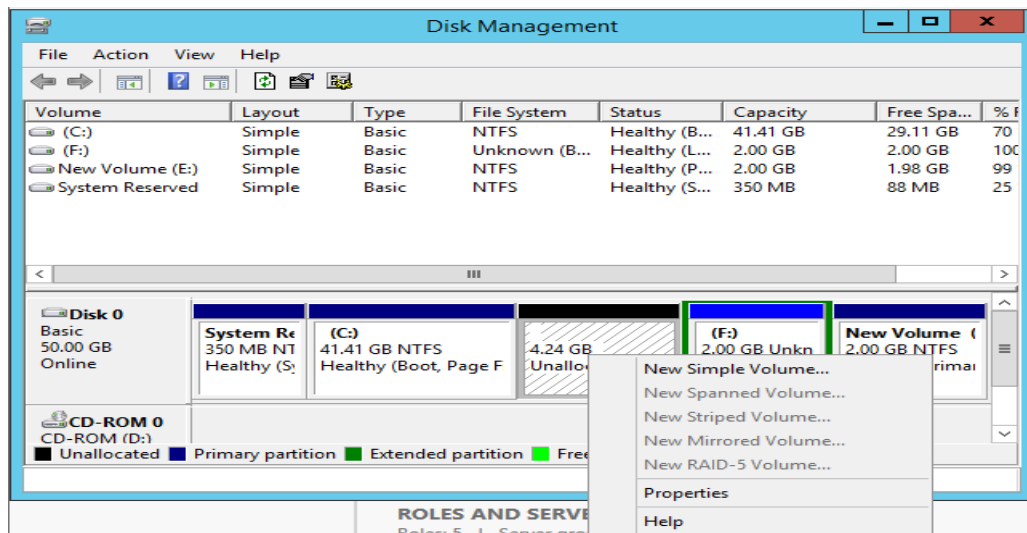 Disk Management
File Action View Help
Volume Layout Type File System Status Capacity Free Spa... %
(C:) Simple Basic NTFS Healthy (B... 41.41 GB 29.11 GB 70
(F:) Simple Basic Unknown (B... Healthy (L... 2.00 GB 2.00 GB 100
New Volume (E:) Simple Basic NTFS Healthy (P... 2.00 GB 1.98 GB 99
System Reserved Simple Basic NTFS Healthy (S... 350 MB 88 MB 25
Disk 0
Basic
50.00 GB
Online
System Re
350 MB NT
Healthy (Sy
(C:)
41.41 GB NTFS
Healthy (Boot, Page F
4.24 GB
Unalloc
(F:)
2.00 GB Unkn
New Volume (
2.00 GB NTFS
rimar
CD-ROM 0
CD-ROM (D:)
Unallocated Primary partition Extended partition Free
New Simple Volume...
New Spanned Volume...
New Striped Volume...
New Mirrored Volume...
New RAID-5 Volume...
Properties
Help
ROLES AND SERVE